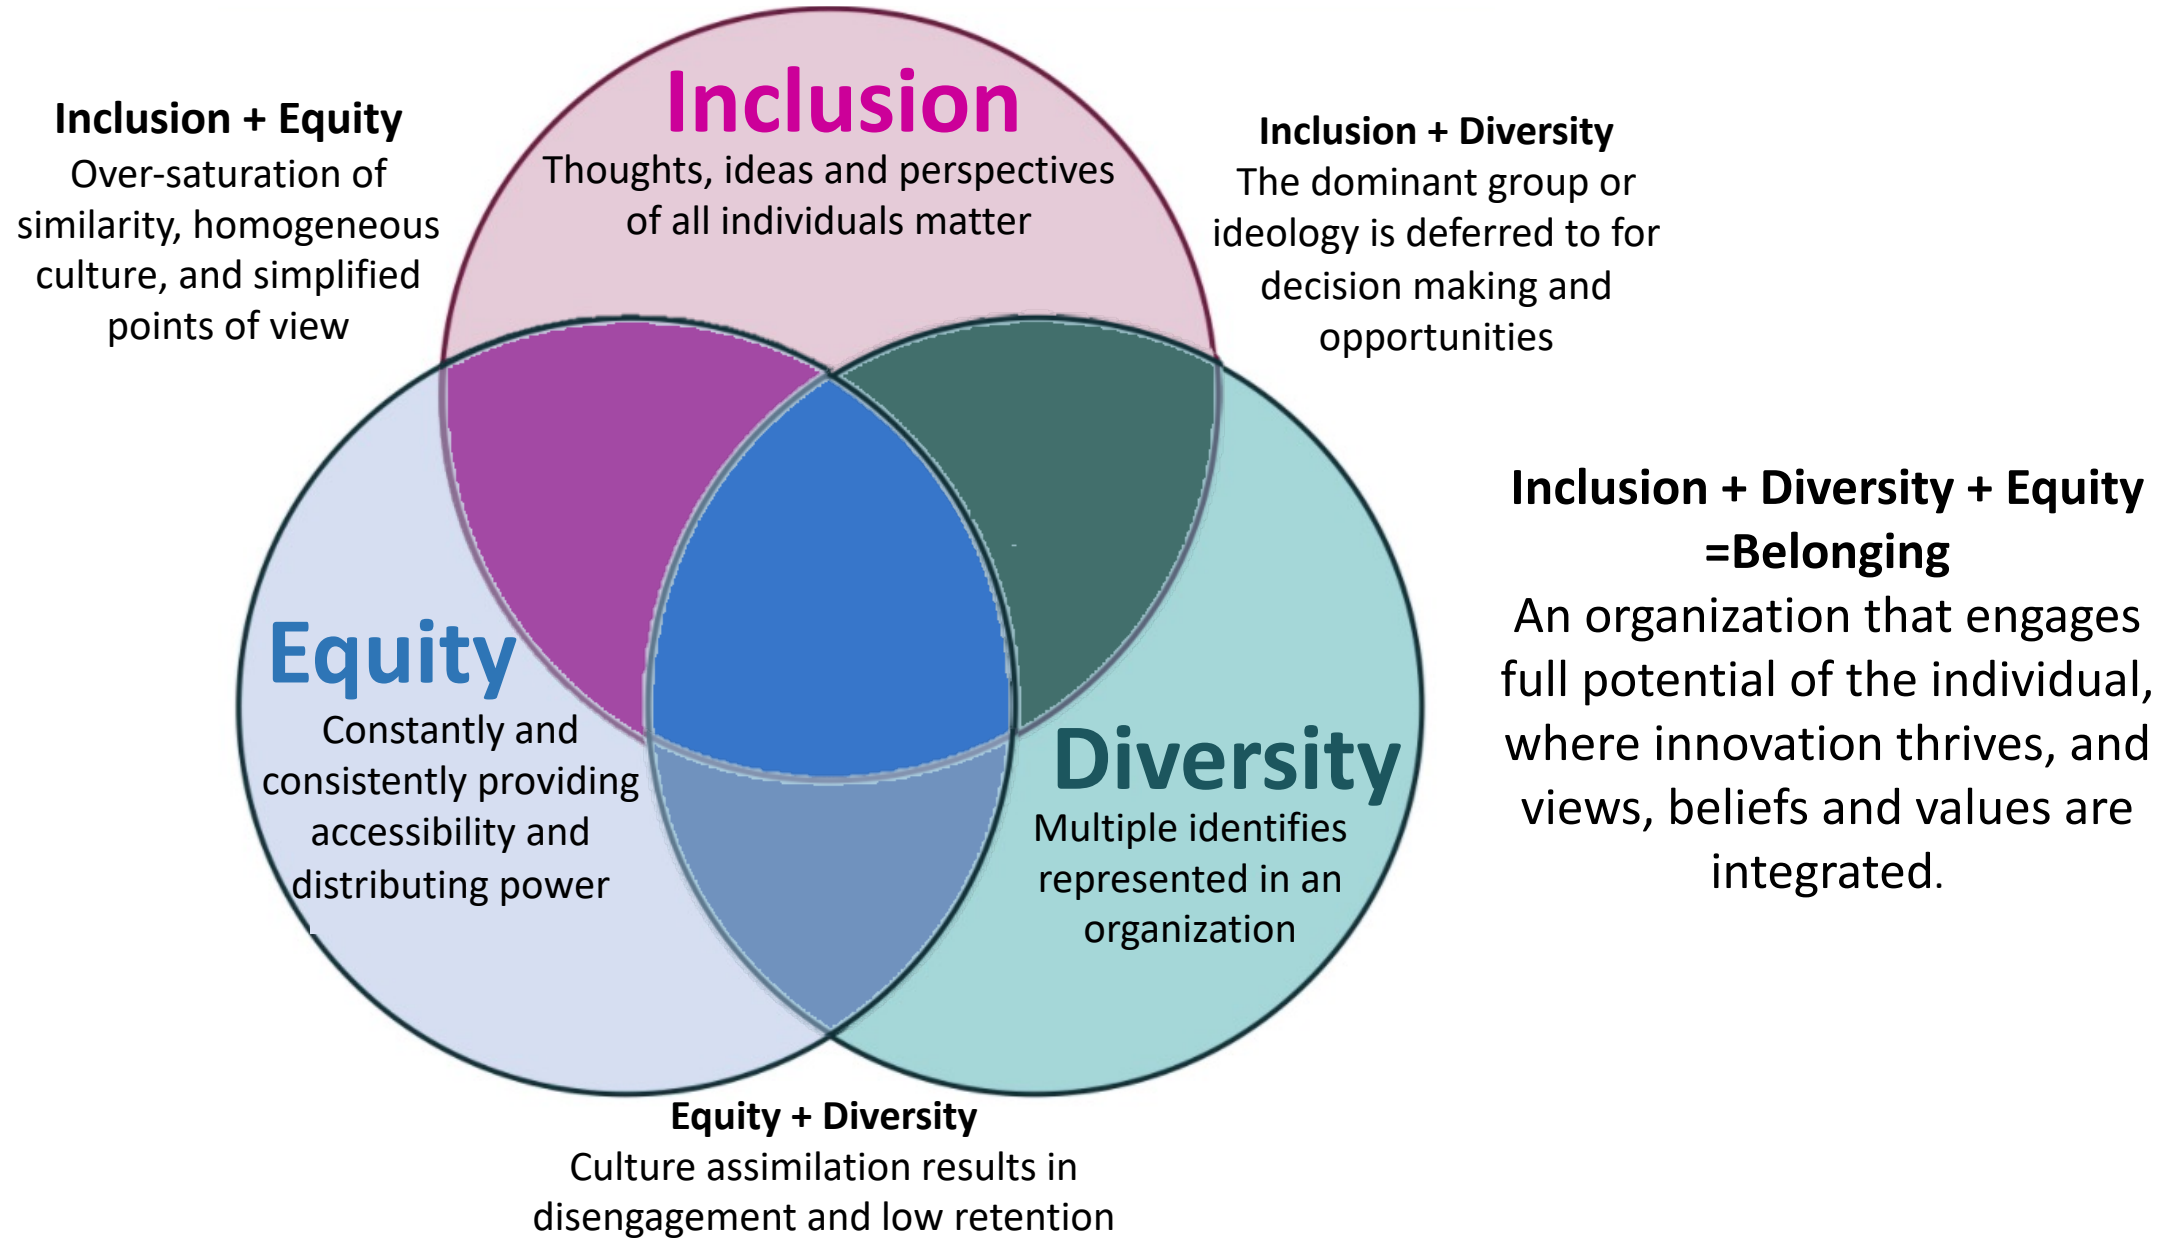 Inclusion
Thoughts, ideas and perspectives
of all individuals matter
Inclusion + Equity
Over-saturation of
similarity, homogeneous
culture, and simplified
points of view
Inclusion + Diversity
The dominant group or
ideology is deferred to for
decision making and
opportunities
Inclusion + Diversity + Equity
=Belonging
An organization that engages
full potential of the individual,
where innovation thrives, and
views, beliefs and values are
integrated.
Equity
Constantly and
consistently providing
accessibility and
distributing power
Diversity
Multiple identifies
represented in an
organization
Equity + Diversity
Culture assimilation results in
disengagement and low retention